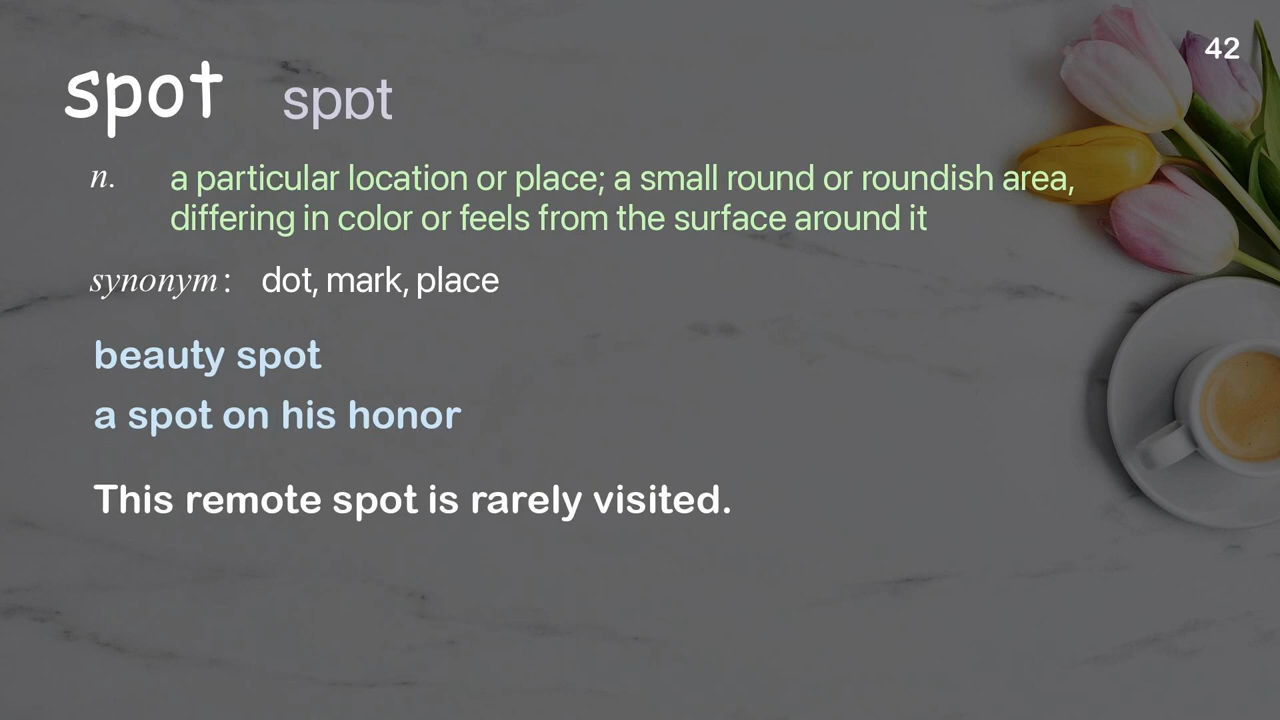 42
spot spɒt
n. a particular location or place; a small round or roundish area,
differing in color or feels from the surface around it
synonym: dot, mark, place
beauty spot
a spot on his honor
This remote spot is rarely visited.